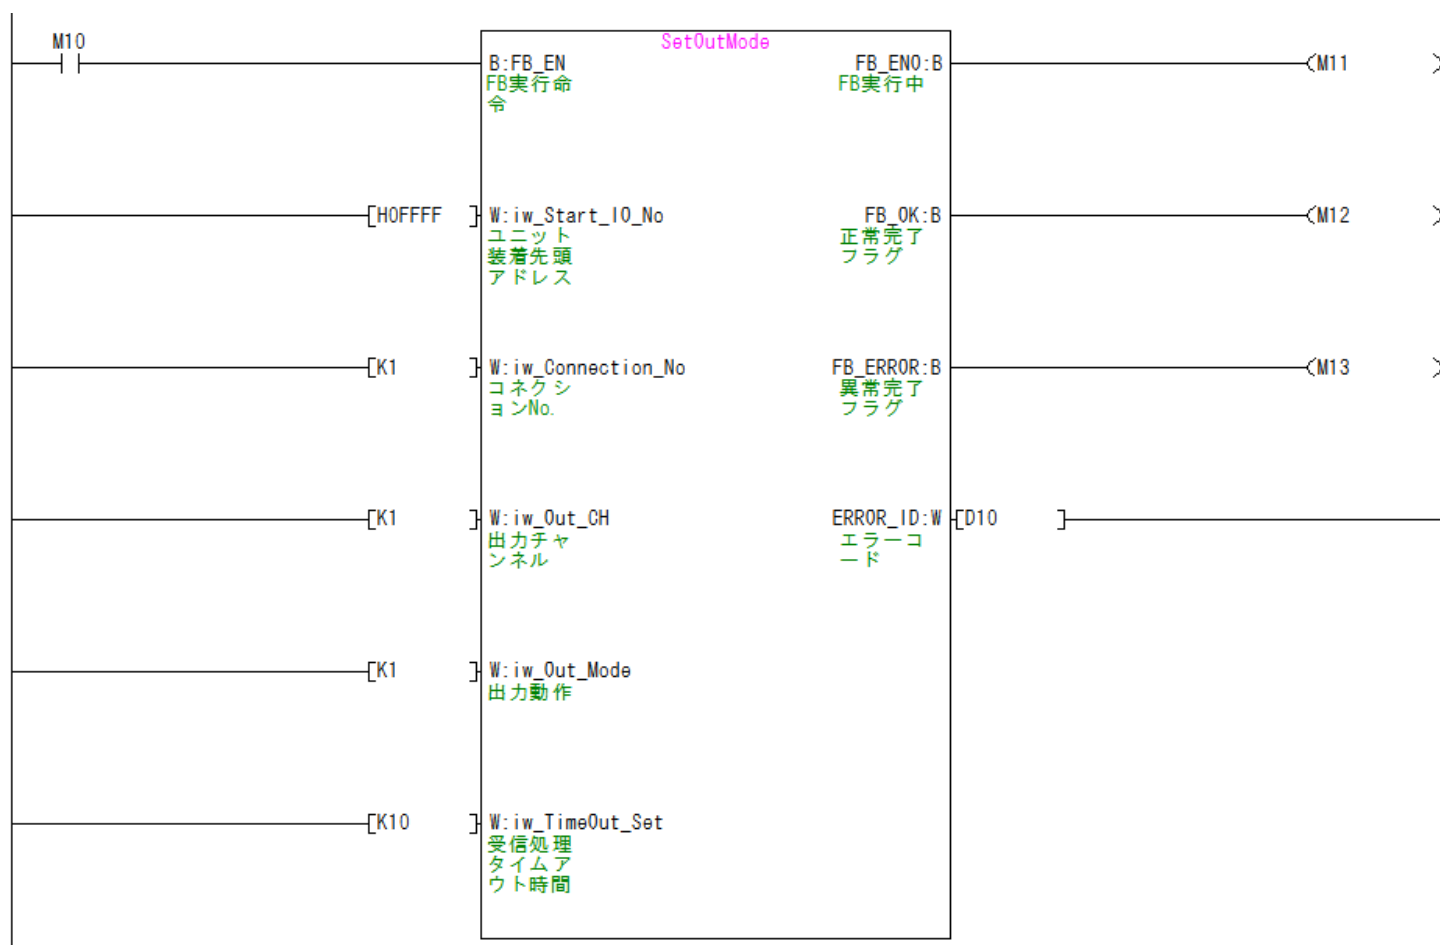 M10
SetOutMode
B:FB_EN
FB_ENO:B
M11
FB実行命
令
FB実行中
H0FFFF
W:iw_Start_IO_No
FB_OK:B
M12
ユニット
装着先頭
アドレス
正常完了
フラグ
K1
W:iw_Connection_No
FB_ERROR:B
M13
コネクシ
ョンNo.
異常完了
フラグ
K1
W:iw_Out_CH
ERROR_ID:W
D10
出力チャ
ンネル
エラーコ
ード
K1
W:iw_Out_Mode
出力動作
K10
W:iw_TimeOut_Set
受信処理
タイムア
ウト時間